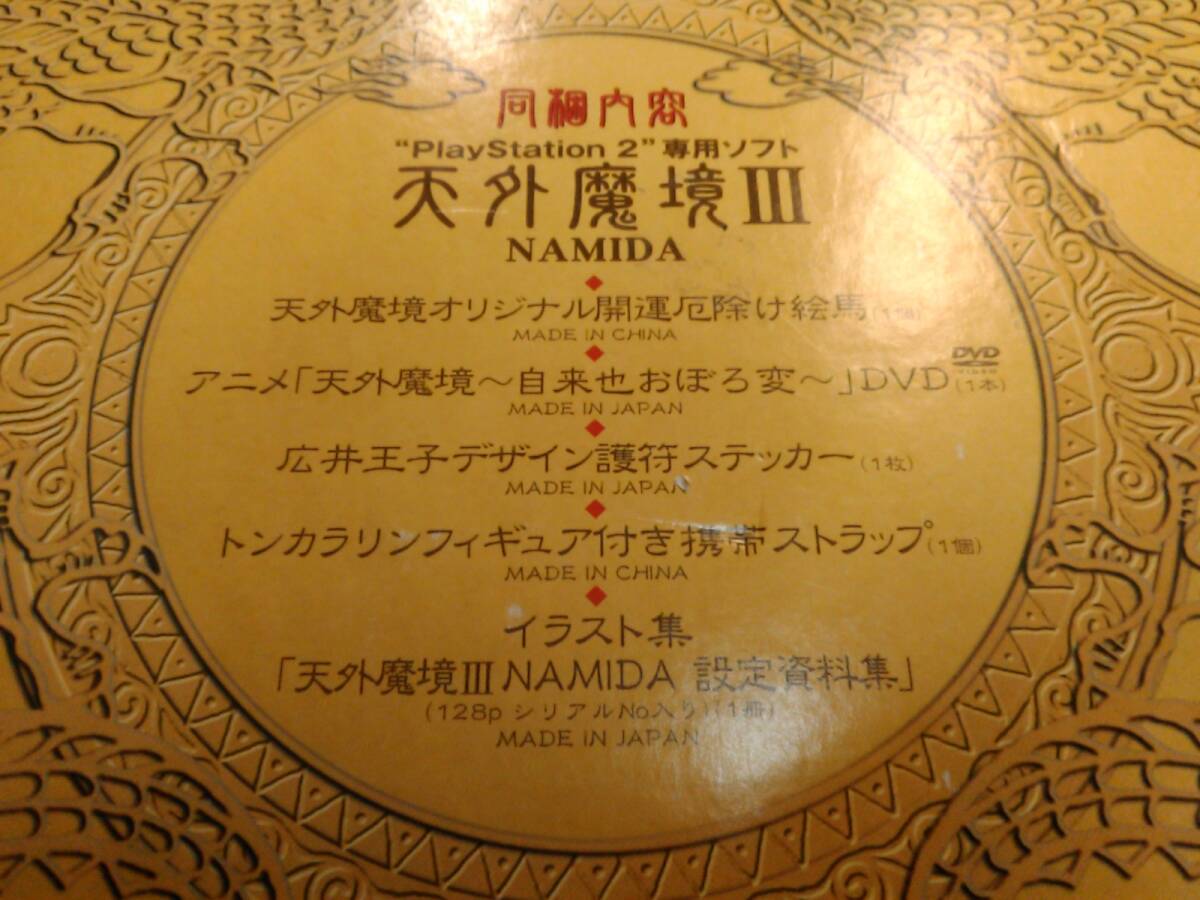 同梱内容
“PlayStation 2”専用ソフト
天外魔境III
NAMIDA
天外魔境オリジナル開運厄除け絵馬(1個)
MADE IN CHINA
アニメ「天外魔境～自来也おぼろ変～」DVD(1本)
DVD
VIDEO
MADE IN JAPAN
広井王子デザイン護符ステッカー(1枚)
MADE IN JAPAN
トンカラリンフィギュア付き携帯ストラップ(1個)
MADE IN CHINA
イラスト集
「天外魔境III NAMIDA 設定資料集」
(128p シリアルNo入り)(1冊)
MADE IN JAPAN